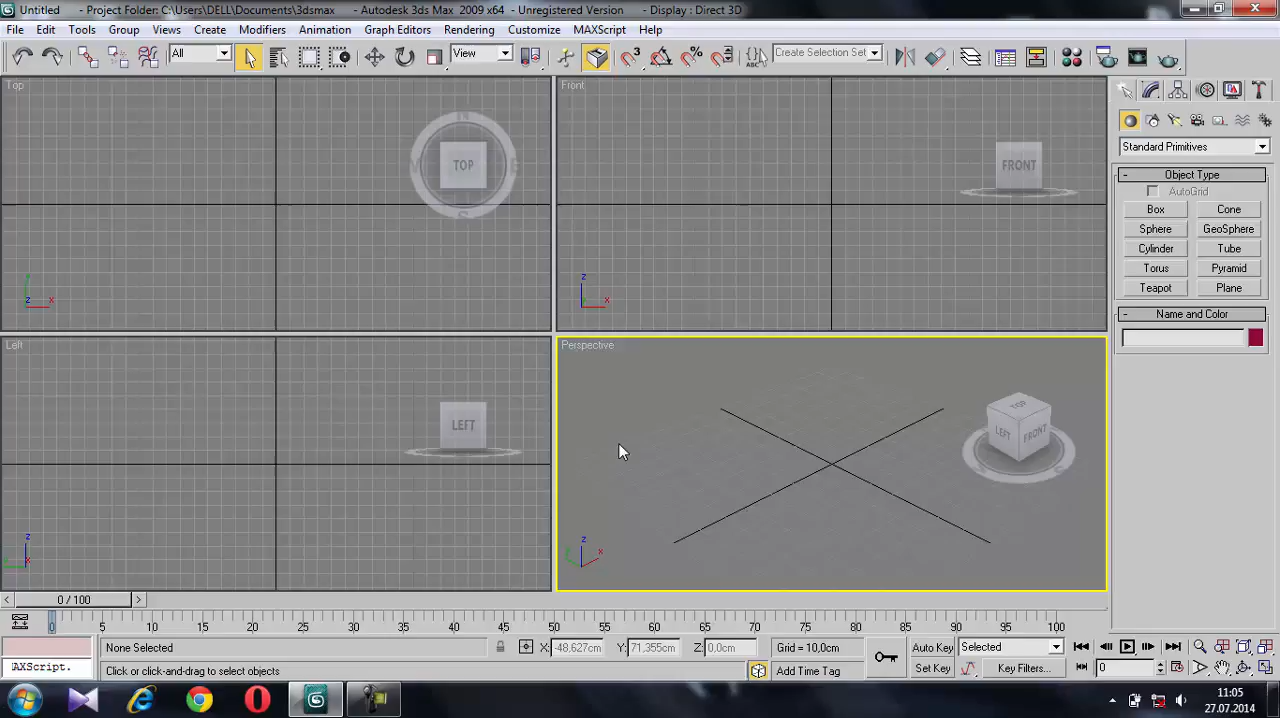 Untitled - Project Folder: C:\Users\DELL\Documents\3dsmax - Autodesk 3ds Max 2009 x64 - Unregistered Version - Display : Direct 3D
File Edit Tools Group Views Create Modifiers Animation Graph Editors Rendering Customize MAXScript Help
All View 3 % ABC Create Selection Set
Top
TOP
N
S
Front
FRONT
Standard Primitives
Object Type
AutoGrid
Box Cone
Sphere GeoSphere
Cylinder Tube
Torus Pyramid
Teapot Plane
Name and Color
z x
z x
Left
LEFT
Perspective
TOP
LEFT FRONT
z x
z x
0 / 100
0 5 10 15 20 25 30 35 40 45 50 55 60 65 70 75 80 85 90 95 100
None Selected X: -48,627cm Y: 71,355cm Z: 0,0cm Grid = 10,0cm Auto Key Selected
AXScript. Click or click-and-drag to select objects Add Time Tag Set Key Key Filters... 0
11:05
27.07.2014